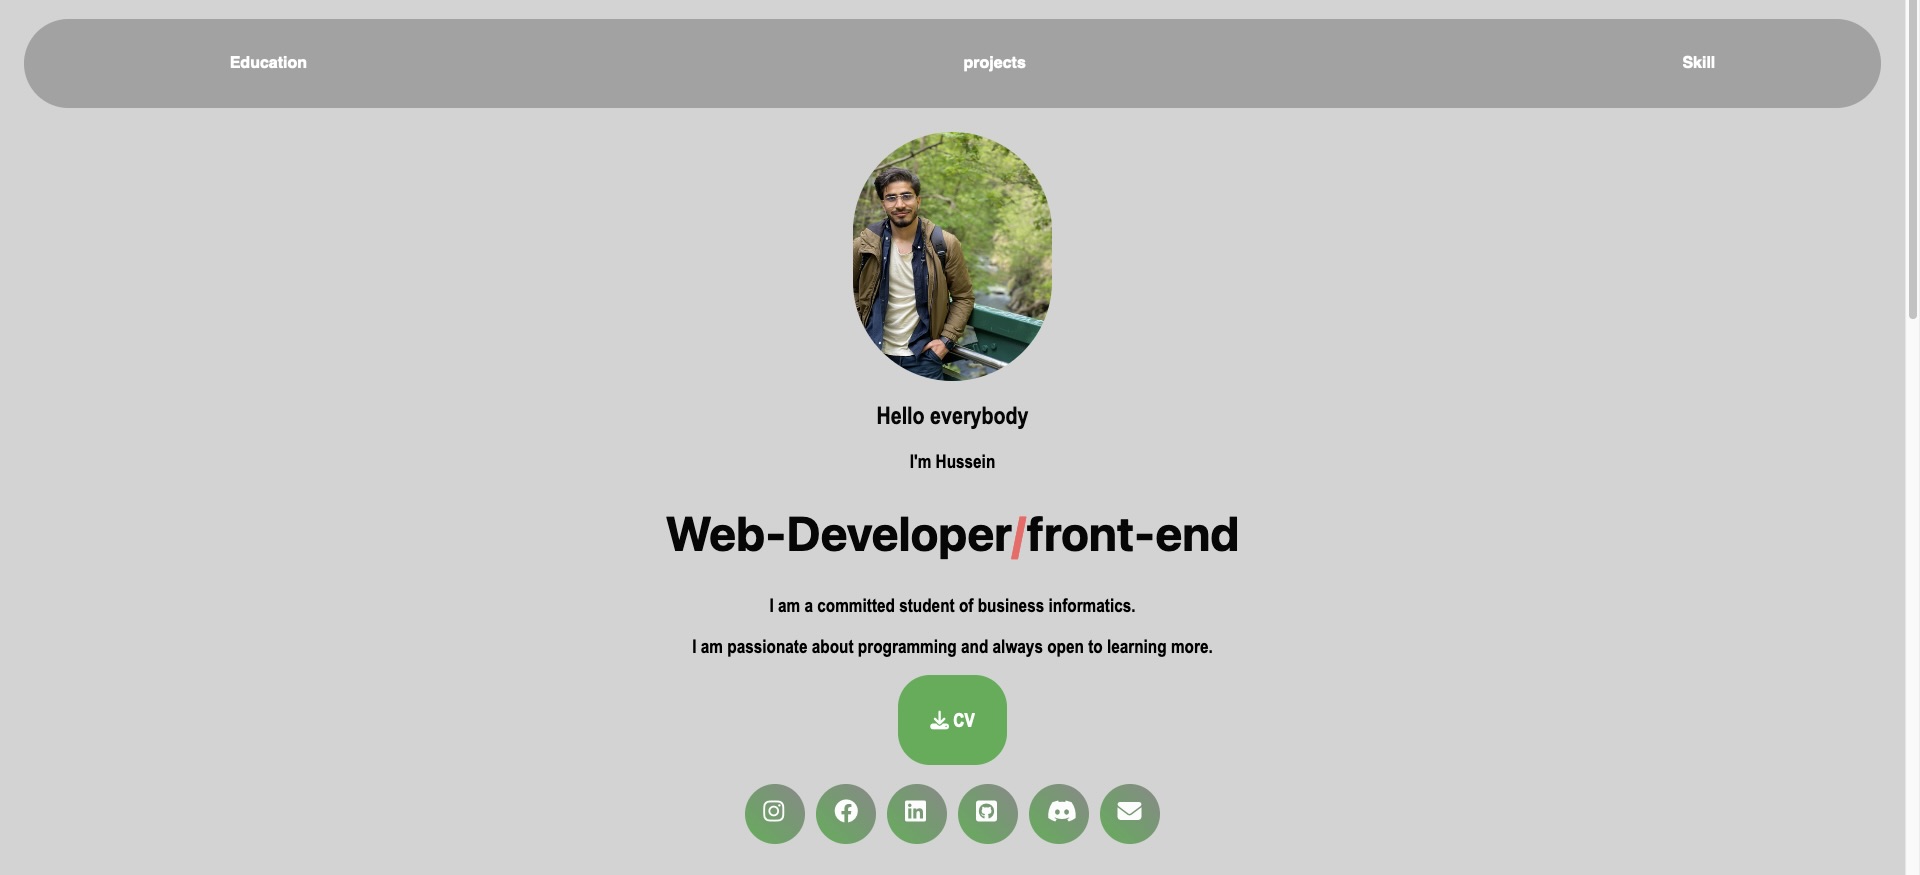 Education projects Skill
Hello everybody
I'm Hussein
Web-Developer/front-end
I am a committed student of business informatics.
I am passionate about programming and always open to learning more.
CV